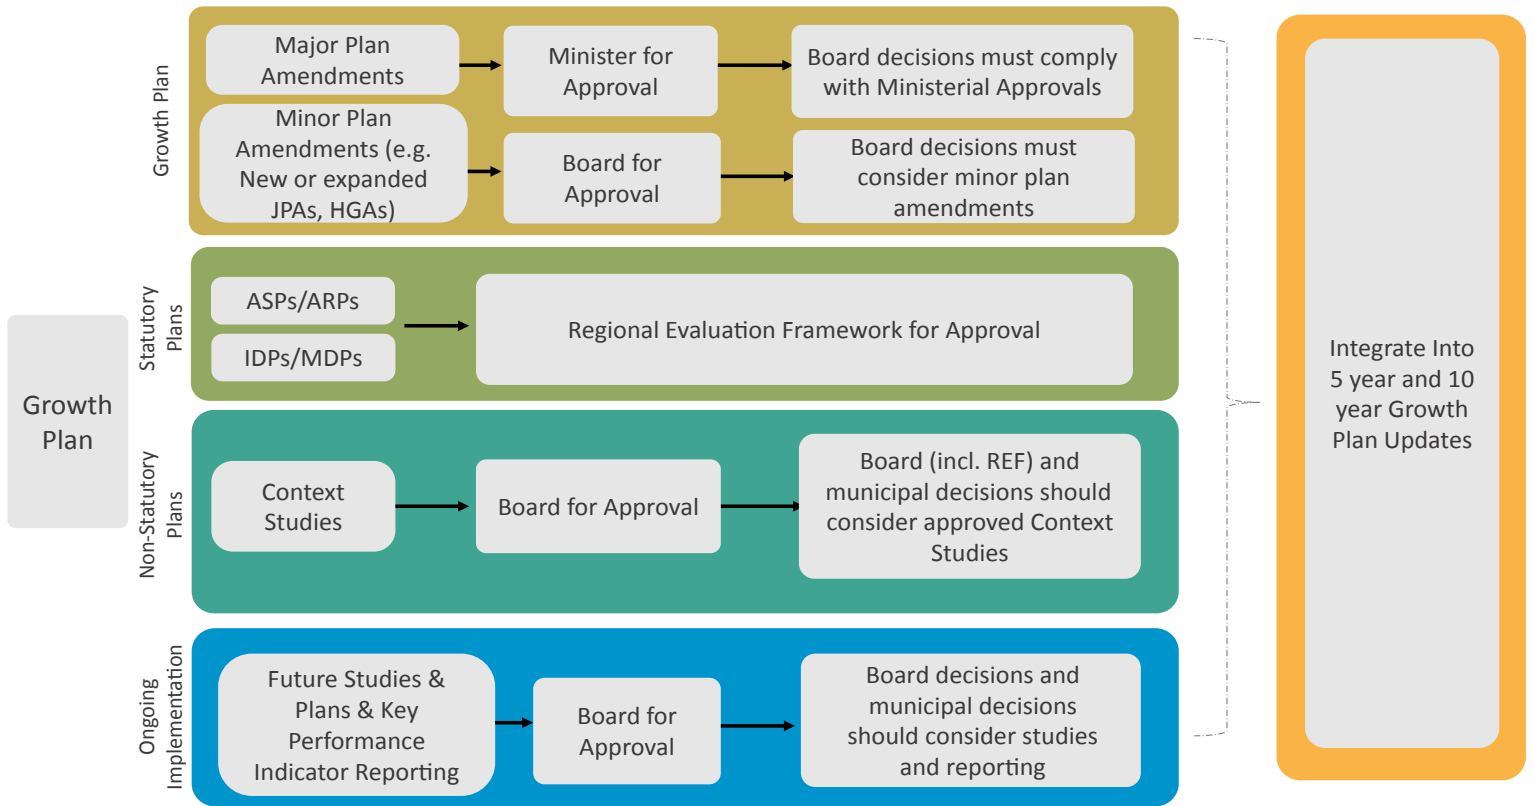 Growth
Plan
Growth Plan
Major Plan
Amendments
Minister for
Approval
Board decisions must comply
with Ministerial Approvals
Minor Plan
Amendments (e.g.
New or expanded
JPAs, HGAs)
Board for
Approval
Board decisions must
consider minor plan
amendments
Statutory
Plans
ASPs/ARPs
IDPs/MDPs
Regional Evaluation Framework for Approval
Non-Statutory
Plans
Context
Studies
Board for Approval
Board (incl. REF) and
municipal decisions should
consider approved Context
Studies
Ongoing
Implementation
Future Studies &
Plans & Key
Performance
Indicator Reporting
Board for
Approval
Board decisions and
municipal decisions
should consider studies
and reporting
Integrate Into
5 year and 10
year Growth
Plan Updates